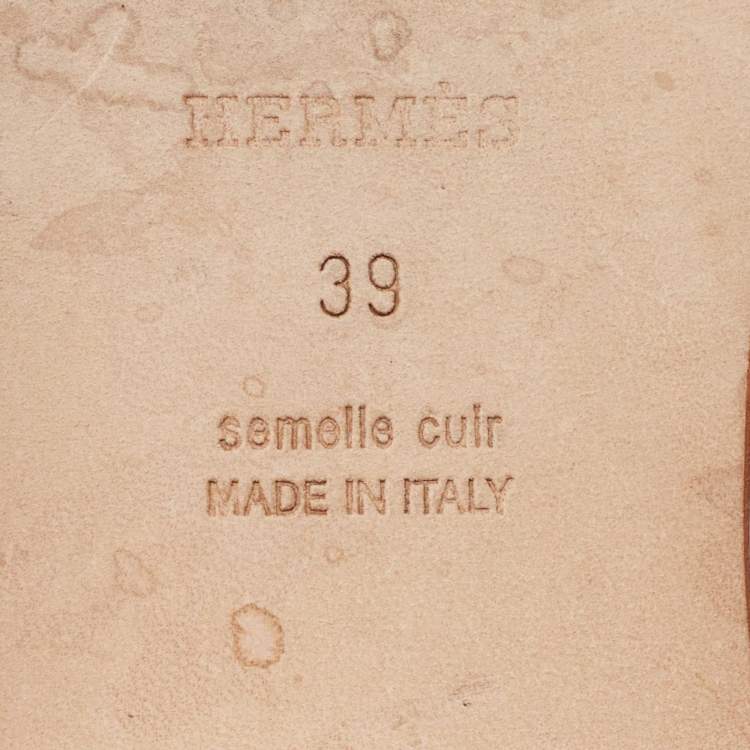 HERMÈS
39
semelle cuir
MADE IN ITALY